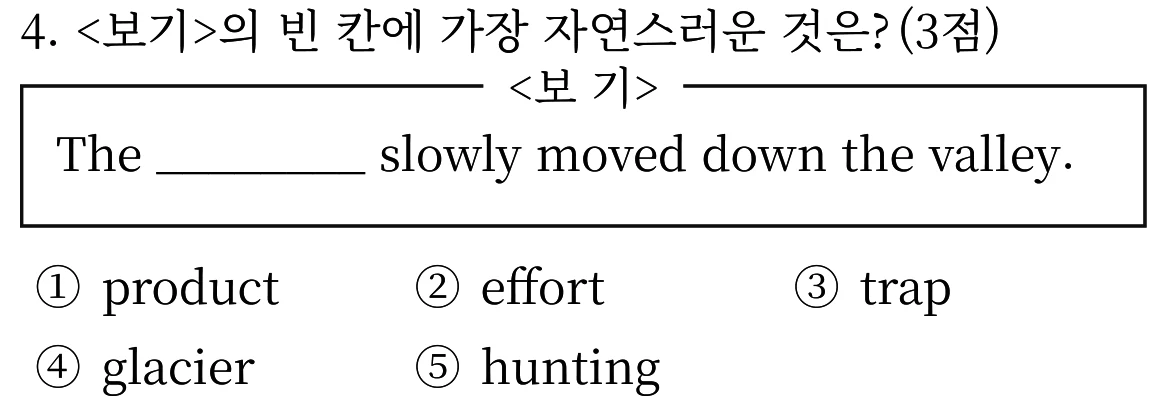 4. <보기>의 빈 칸에 가장 자연스러운 것은?(3점)
<보 기>
The ________ slowly moved down the valley.
① product ② effort ③ trap
④ glacier ⑤ hunting